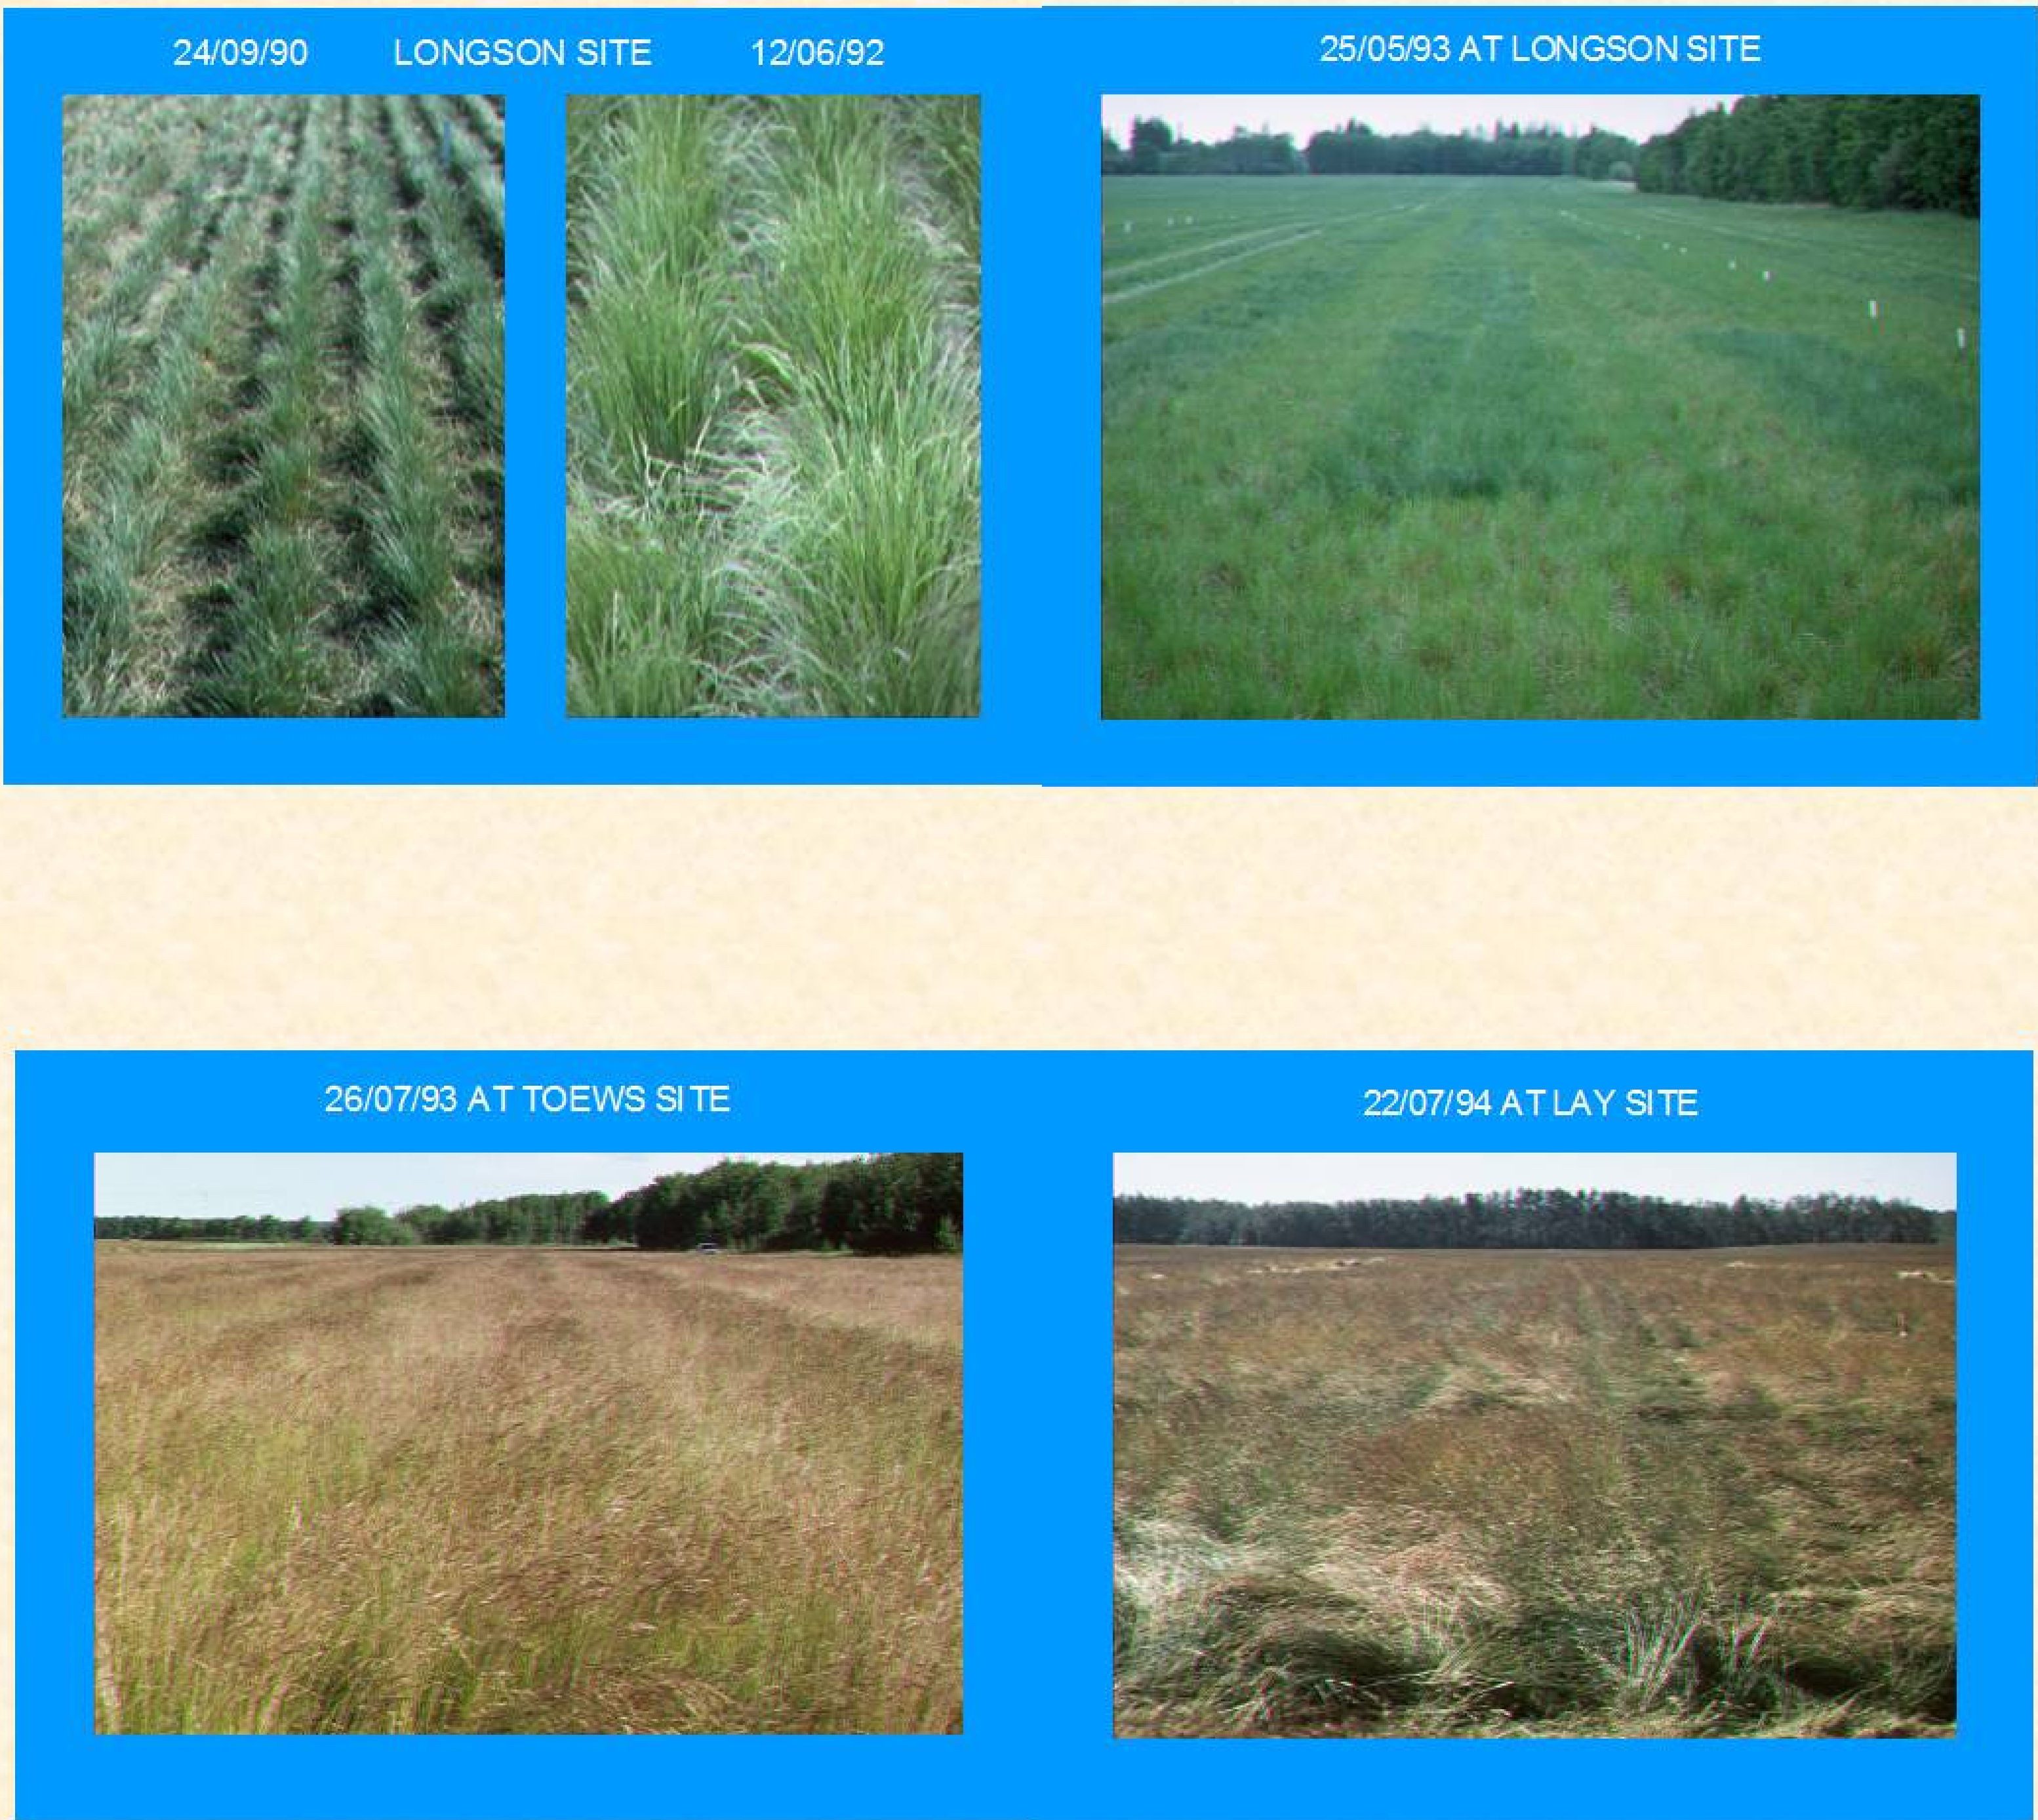 24/09/90 LONGSON SITE 12/06/92
25/05/93 AT LONGSON SITE
26/07/93 AT TOEWS SITE
22/07/94 AT LAY SITE